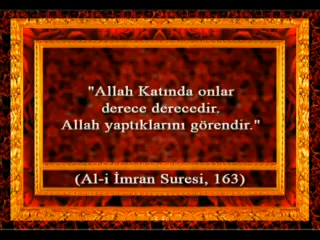 "Allah Katında onlar
derece derecedir.
Allah yaptıklarını görendir."
(Al-i İmran Suresi, 163)